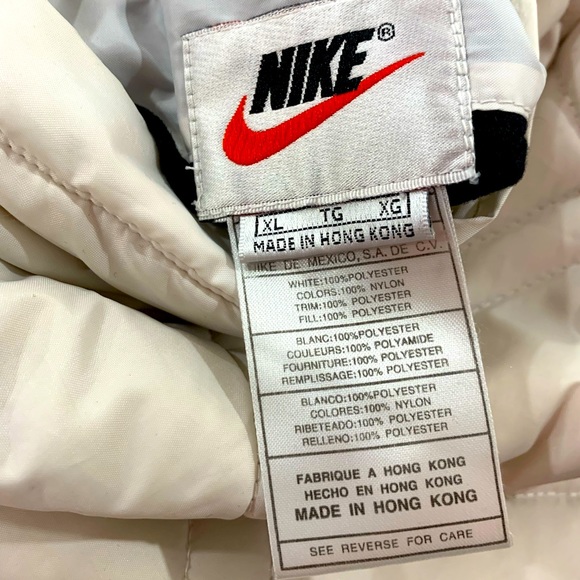 NIKE®
XL TG XG
MADE IN HONG KONG
NIKE DE MEXICO, S.A. DE C.V.
WHITE:100%POLYESTER
COLORS:100% NYLON
TRIM:100% POLYESTER
FILL:100% POLYESTER
BLANC:100%POLYESTER
COULEURS:100% POLYAMIDE
FOURNITURE:100% POLYESTER
REMPLISSAGE:100% POLYESTER
BLANCO:100%POLYESTER
COLORES:100% NYLON
RIBETEADO:100% POLYESTER
RELLENO:100% POLYESTER
FABRIQUE A HONG KONG
HECHO EN HONG KONG
MADE IN HONG KONG
SEE REVERSE FOR CARE